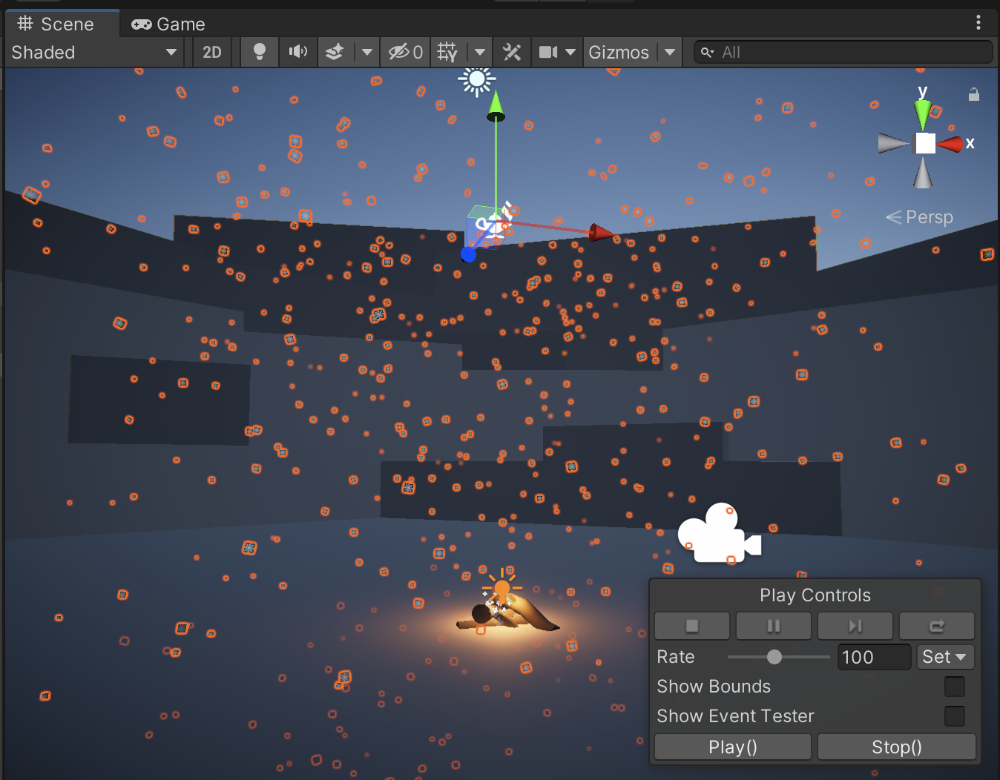 Scene
Game
Shaded
2D
0
Gizmos
All
y
x
Persp
Play Controls
Rate
100
Set
Show Bounds
Show Event Tester
Play()
Stop()